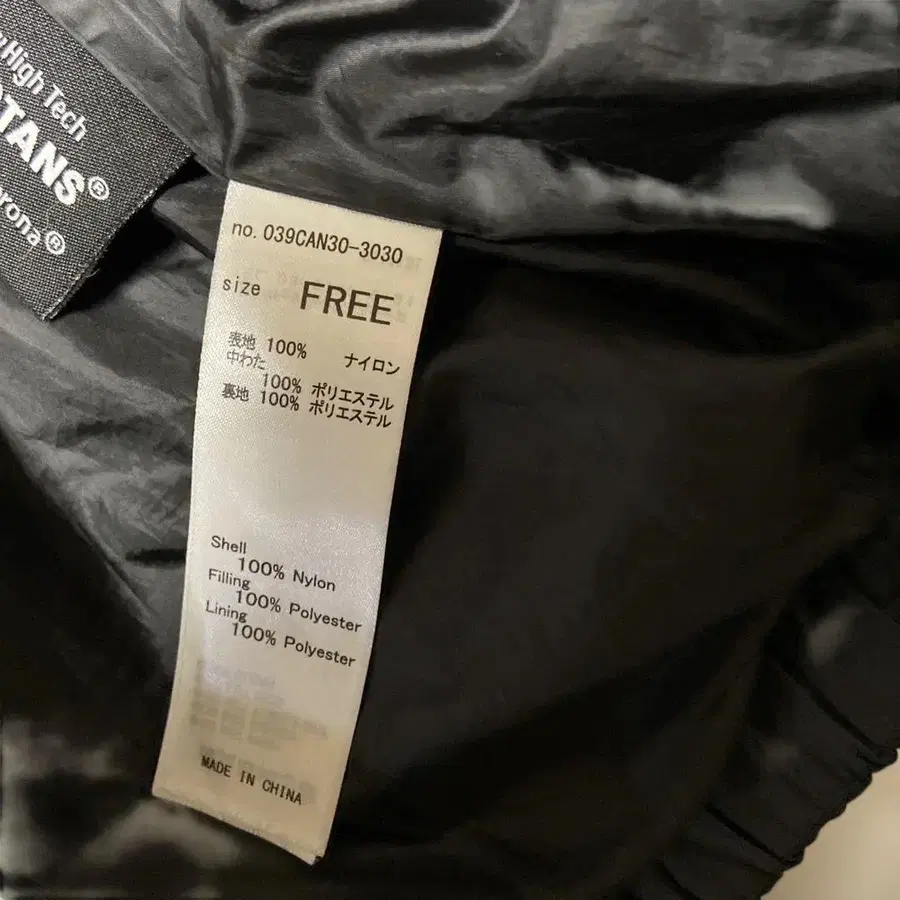 High Tech
TANS®
rona®
no. 039CAN30-3030
size FREE
表地 100% ナイロン
中わた
100% ポリエステル
裏地 100% ポリエステル
Shell
100% Nylon
Filling
100% Polyester
Lining
100% Polyester
MADE IN CHINA